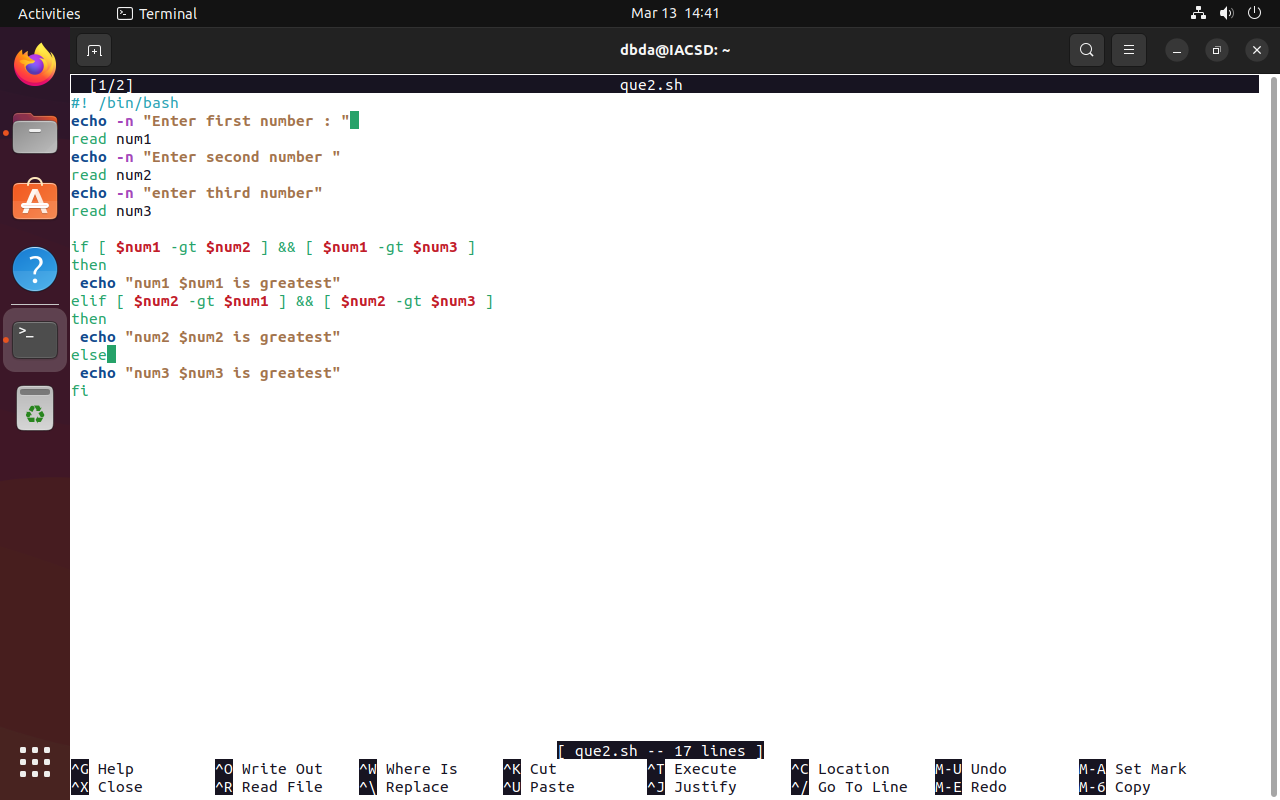 Activities Terminal Mar 13 14:41
dbda@IACSD: ~
[1/2] que2.sh
#! /bin/bash
echo -n "Enter first number : "
read num1
echo -n "Enter second number "
read num2
echo -n "enter third number"
read num3
if [ $num1 -gt $num2 ] && [ $num1 -gt $num3 ]
then
 echo "num1 $num1 is greatest"
elif [ $num2 -gt $num1 ] && [ $num2 -gt $num3 ]
then
 echo "num2 $num2 is greatest"
else
 echo "num3 $num3 is greatest"
fi
[ que2.sh -- 17 lines ]
^G Help ^O Write Out ^W Where Is ^K Cut ^T Execute ^C Location M-U Undo M-A Set Mark
^X Close ^R Read File ^\ Replace ^U Paste ^J Justify ^/ Go To Line M-E Redo M-6 Copy